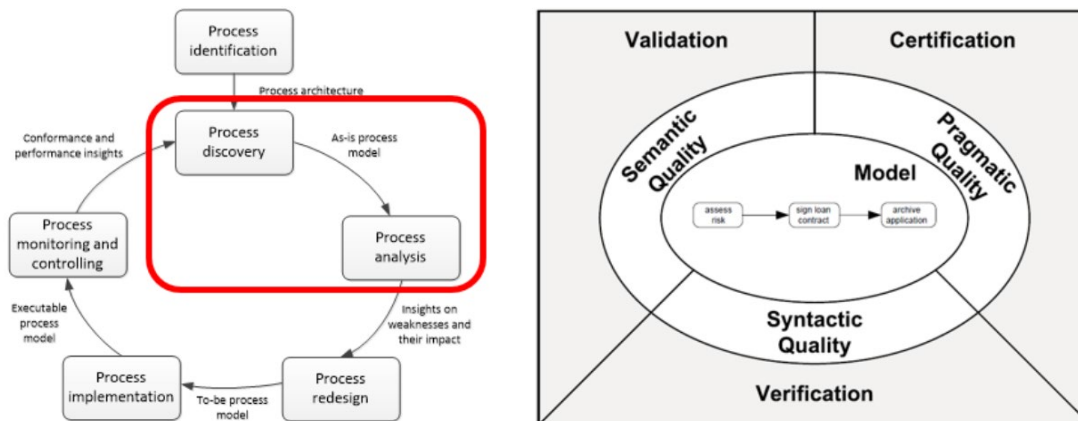 Process
identification
Process architecture
Process
discovery
Conformance and
performance insights
As-is process
model
Process
monitoring and
controlling
Process
analysis
Executable
process
model
Insights on
weaknesses and
their impact
Process
implementation
To-be process
model
Process
redesign
Validation
Certification
Semantic
Quality
Pragmatic
Quality
Model
assess
risk
sign loan
contract
archive
application
Syntactic
Quality
Verification